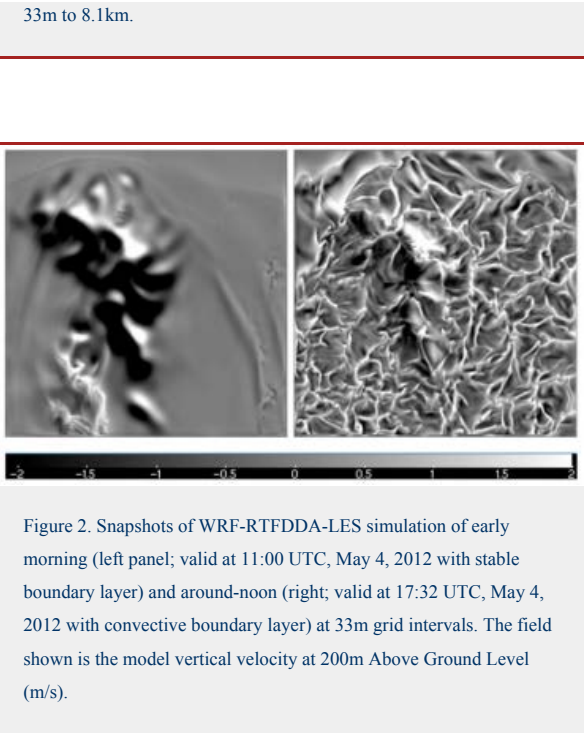 33m to 8.1km.
-2 -1.5 -1 -0.5 0 0.5 1 1.5 2
Figure 2. Snapshots of WRF-RTFDDA-LES simulation of early
morning (left panel; valid at 11:00 UTC, May 4, 2012 with stable
boundary layer) and around-noon (right; valid at 17:32 UTC, May 4,
2012 with convective boundary layer) at 33m grid intervals. The field
shown is the model vertical velocity at 200m Above Ground Level
(m/s).